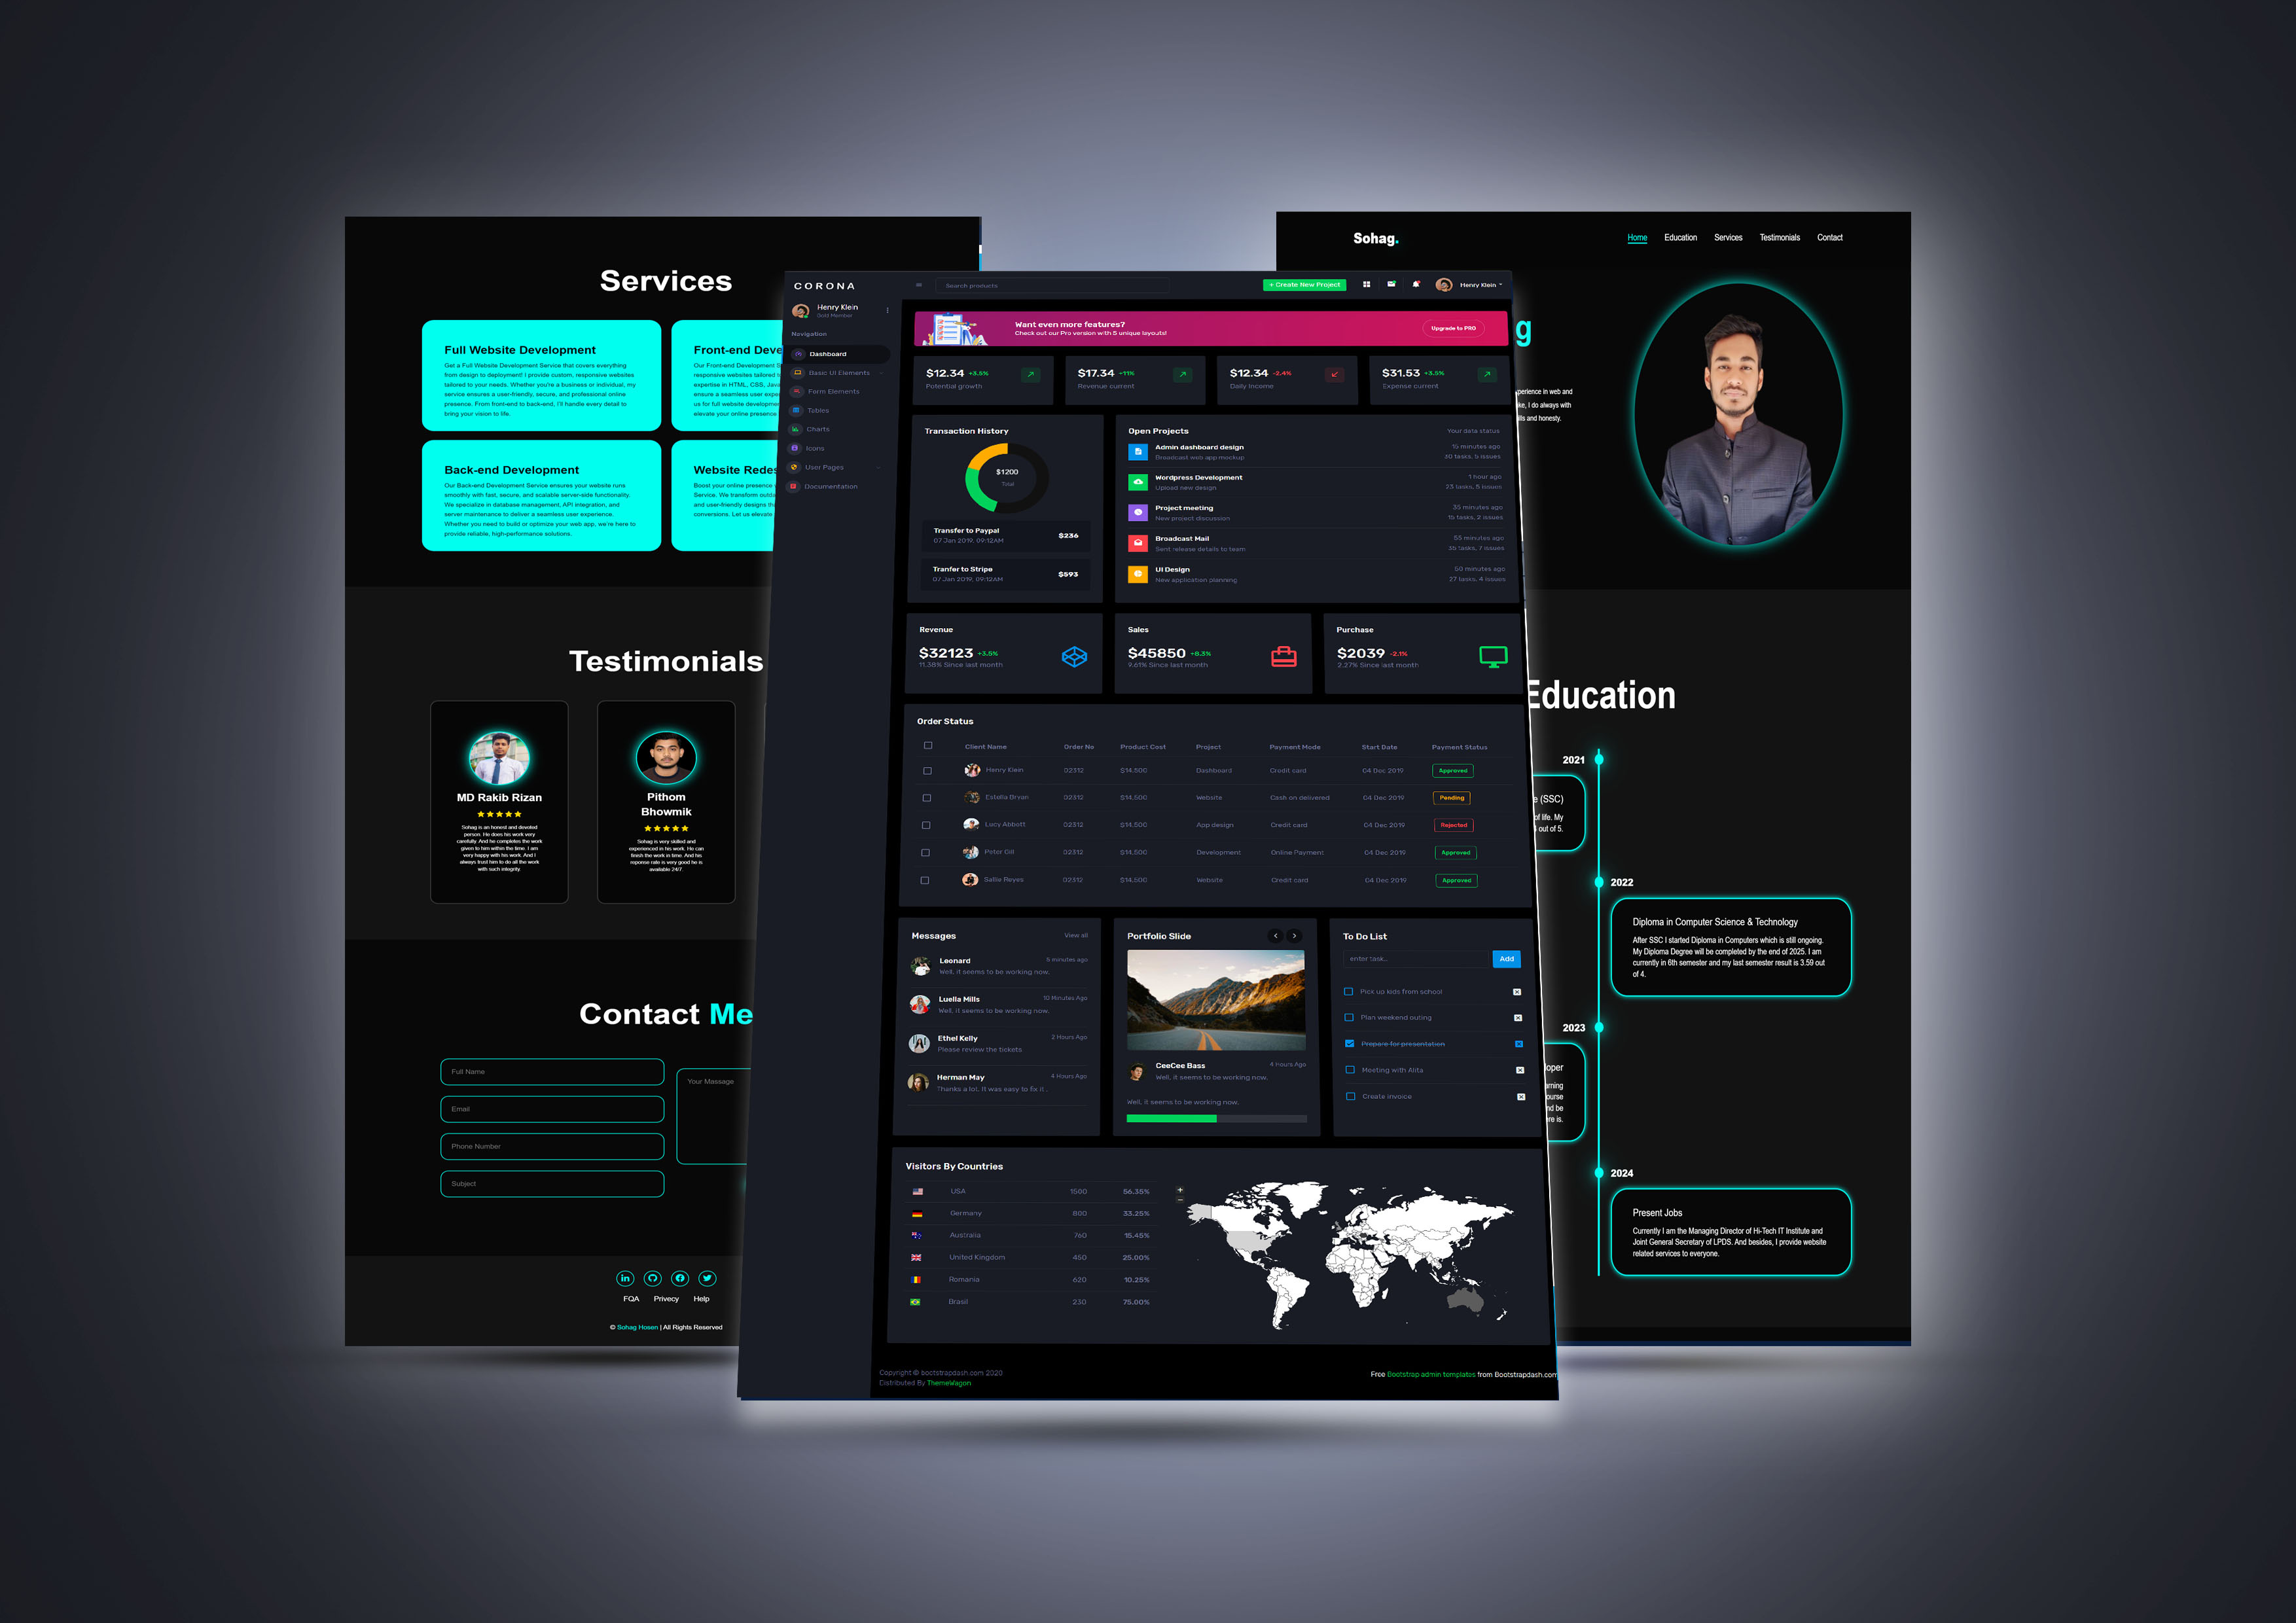 Services
Full Website Development
Get a Full Website Development Service that covers everything
from design to deployment! I provide custom, responsive websites
tailored to your needs. Whether you're a business or individual, my
service ensures a user-friendly, secure, and professional online
presence. From front-end to back-end, I'll handle every detail to
bring your vision to life.
Front-end Deve
Our Front-end Development S
responsive websites tailored
expertise in HTML, CSS, Java
ensure a seamless user expe
us for full website developmen
elevate your online presence
Back-end Development
Our Back-end Development Service ensures your website runs
smoothly with fast, secure, and scalable server-side functionality.
We specialize in database management, API integration, and
server maintenance to deliver a seamless user experience.
Whether you need to build or optimize your web app, we're here to
provide reliable, high-performance solutions.
Website Redes
Boost your online presence
Service. We transform outda
and user-friendly designs tha
conversions. Let us elevate
Testimonials
MD Rakib Rizan
Sohag is an honest and devoted
person. He does his work very
carefully. And he completes the work
given to him within the time. I am
very happy with his work. And I
always trust him to do all the work
with such integrity.
Pithom
Bhowmik
Sohag is very skilled and
experienced in his work. He can
finish the work in time. And his
reponse rate is very good he is
available 24/7.
Contact Me
Full Name
Email
Phone Number
Subject
Your Message
FQA Privecy Help
© Sohag Hosen | All Rights Reserved
CORONA
Henry Klein
Gold Member
Navigation
Dashboard
Basic UI Elements
Form Elements
Tables
Charts
Icons
User Pages
Documentation
Search products
+ Create New Project
Henry Klein
Want even more features?
Check out our Pro version with 5 unique layouts!
Upgrade to PRO
$12.34 +3.5%
Potential growth
$17.34 +11%
Revenue current
$12.34 -2.4%
Daily Income
$31.53 +3.5%
Expense current
Transaction History
$1200
Total
Transfer to Paypal
07 Jan 2019, 09:12AM
$236
Tranfer to Stripe
07 Jan 2019, 09:12AM
$593
Open Projects
Your data status
Admin dashboard design
Broadcast web app mockup
15 minutes ago
30 tasks, 5 issues
Wordpress Development
Upload new design
1 hour ago
23 tasks, 5 issues
Project meeting
New project discussion
35 minutes ago
15 tasks, 2 issues
Broadcast Mail
Sent release details to team
55 minutes ago
35 tasks, 7 issues
UI Design
New application planning
50 minutes ago
27 tasks, 4 issues
Revenue
$32123 +3.5%
11.38% Since last month
Sales
$45850 +8.3%
9.61% Since last month
Purchase
$2039 -2.1%
2.27% Since last month
Order Status
Client Name Order No Product Cost Project Payment Mode Start Date Payment Status
Henry Klein 02312 $14,500 Dashboard Credit card 04 Dec 2019 Approved
Estella Bryan 02312 $14,500 Website Cash on delivered 04 Dec 2019 Pending
Lucy Abbott 02312 $14,500 App design Credit card 04 Dec 2019 Rejected
Peter Gill 02312 $14,500 Development Online Payment 04 Dec 2019 Approved
Sallie Reyes 02312 $14,500 Website Credit card 04 Dec 2019 Approved
Messages
View all
Leonard
5 minutes ago
Well, it seems to be working now.
Luella Mills
10 Minutes Ago
Well, it seems to be working now.
Ethel Kelly
2 Hours Ago
Please review the tickets
Herman May
4 Hours Ago
Thanks a lot. It was easy to fix it .
Portfolio Slide
CeeCee Bass
4 Hours Ago
Well, it seems to be working now.
Well, it seems to be working now.
To Do List
enter task..
Add
Pick up kids from school
Plan weekend outing
Prepare for presentation
Meeting with Alita
Create invoice
Visitors By Countries
USA 1500 56.35%
Germany 800 33.25%
Australia 760 15.45%
United Kingdom 450 25.00%
Romania 620 10.25%
Brasil 230 75.00%
+
−
Copyright © bootstrapdash.com 2020
Distributed By ThemeWagon
Free Bootstrap admin templates from Bootstrapdash.com
Sohag.
Home Education Services Testimonials Contact
g
perience in web and
ke, I do always with
lls and honesty.
Education
2021
e (SSC)
of life. My
out of 5.
2022
Diploma in Computer Science & Technology
After SSC I started Diploma in Computers which is still ongoing.
My Diploma Degree will be completed by the end of 2025. I am
currently in 6th semester and my last semester result is 3.59 out
of 4.
2023
loper
rning
ourse
nd be
ere is.
2024
Present Jobs
Currently I am the Managing Director of Hi-Tech IT Institute and
Joint General Secretary of LPDS. And besides, I provide website
related services to everyone.